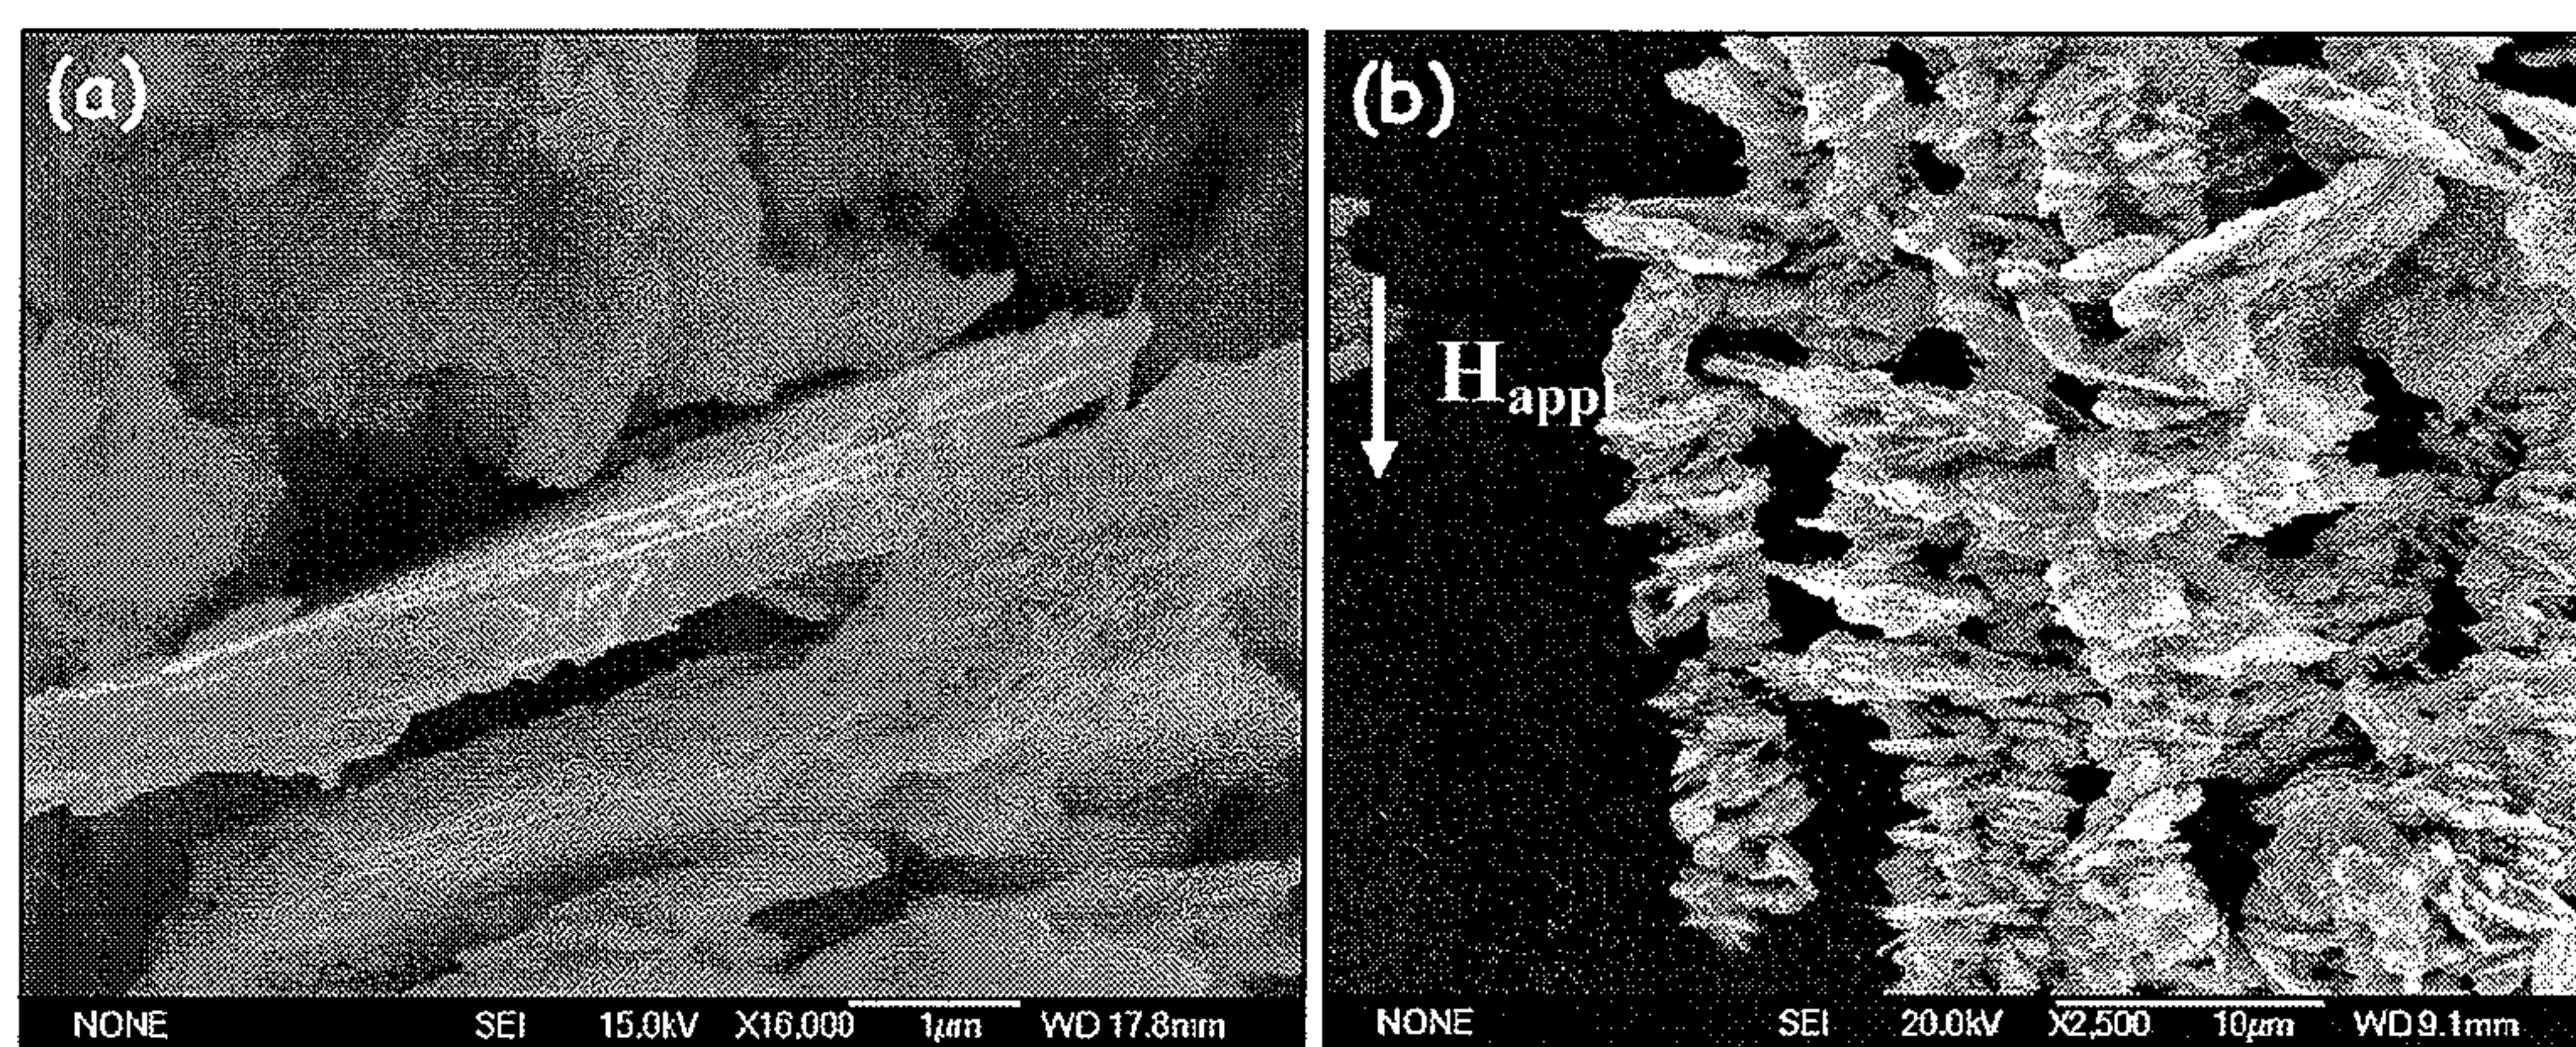 (a)
(b)
Happl
NONE SEI 15.0kV X16,000 1μm WD 17.8mm
NONE SEI 20.0kV X2,500 10μm WD 9.1mm